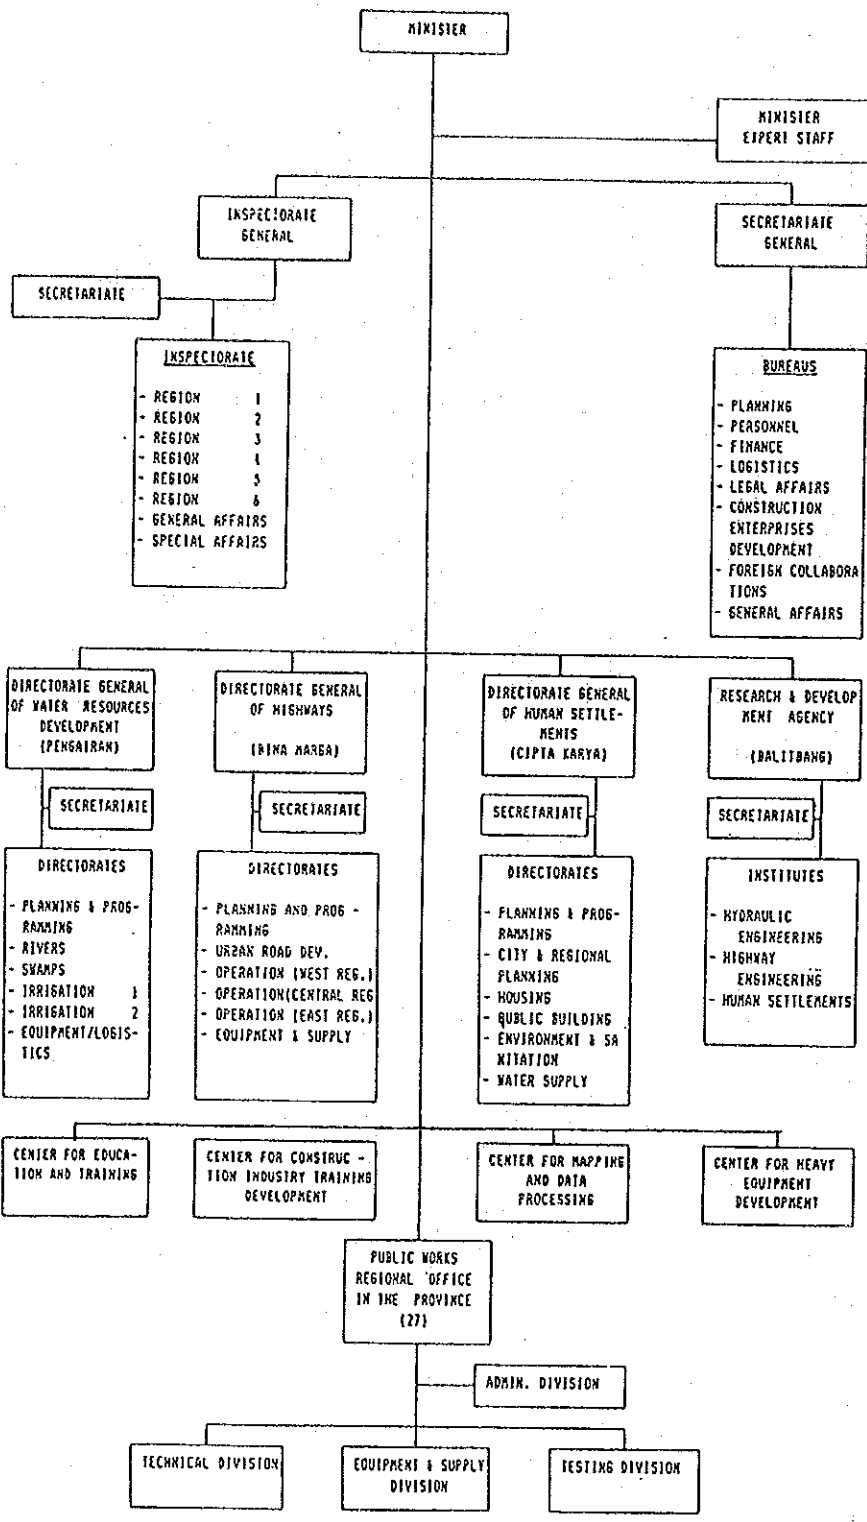 MINISTER
MINISTER
EXPERT STAFF
INSPECTORATE
GENERAL
SECRETARIATE
GENERAL
SECRETARIATE
INSPECTORATE
- REGION 1
- REGION 2
- REGION 3
- REGION 4
- REGION 5
- REGION 6
- GENERAL AFFAIRS
- SPECIAL AFFAIRS
BUREAUS
- PLANNING
- PERSONNEL
- FINANCE
- LOGISTICS
- LEGAL AFFAIRS
- CONSTRUCTION
ENTERPRISES
DEVELOPMENT
- FOREIGN COLLABORA
TIONS
- GENERAL AFFAIRS
DIRECTORATE GENERAL
OF WATER RESOURCES
DEVELOPMENT
(PENGAIRAN)
DIRECTORATE GENERAL
OF HIGHWAYS
(BINA MARGA)
DIRECTORATE GENERAL
OF HUMAN SETTLE-
MENTS
(CIPTA KARYA)
RESEARCH & DEVELOP
MENT AGENCY
(BALITBANG)
SECRETARIATE
SECRETARIATE
SECRETARIATE
SECRETARIATE
DIRECTORATES
- PLANNING & PROG-
RAMMING
- RIVERS
- SWAMPS
- IRRIGATION 1
- IRRIGATION 2
- EQUIPMENT/LOGIS-
TICS
DIRECTORATES
- PLANNING AND PROG -
RAMMING
- URBAN ROAD DEV.
- OPERATION (WEST REG.)
- OPERATION(CENTRAL REG
- OPERATION (EAST REG.)
- EQUIPMENT & SUPPLY
DIRECTORATES
- PLANNING & PROG-
RAMMING
- CITY & REGIONAL
PLANNING
- HOUSING
- QUBLIC BUILDING
- ENVIRONMENT & SA
NITATION
- WATER SUPPLY
INSTITUTES
- HYDRAULIC
ENGINEERING
- HIGHWAY
ENGINEERING
- HUMAN SETTLEMENTS
CENTER FOR EDUCA-
TION AND TRAINING
CENTER FOR CONSTRUC -
TION INDUSTRY TRAINING
DEVELOPMENT
CENTER FOR MAPPING
AND DATA
PROCESSING
CENTER FOR HEAVY
EQUIPMENT
DEVELOPMENT
PUBLIC WORKS
REGIONAL OFFICE
IN THE PROVINCE
(27)
ADMIN. DIVISION
TECHNICAL DIVISION
EQUIPMENT & SUPPLY
DIVISION
TESTING DIVISION